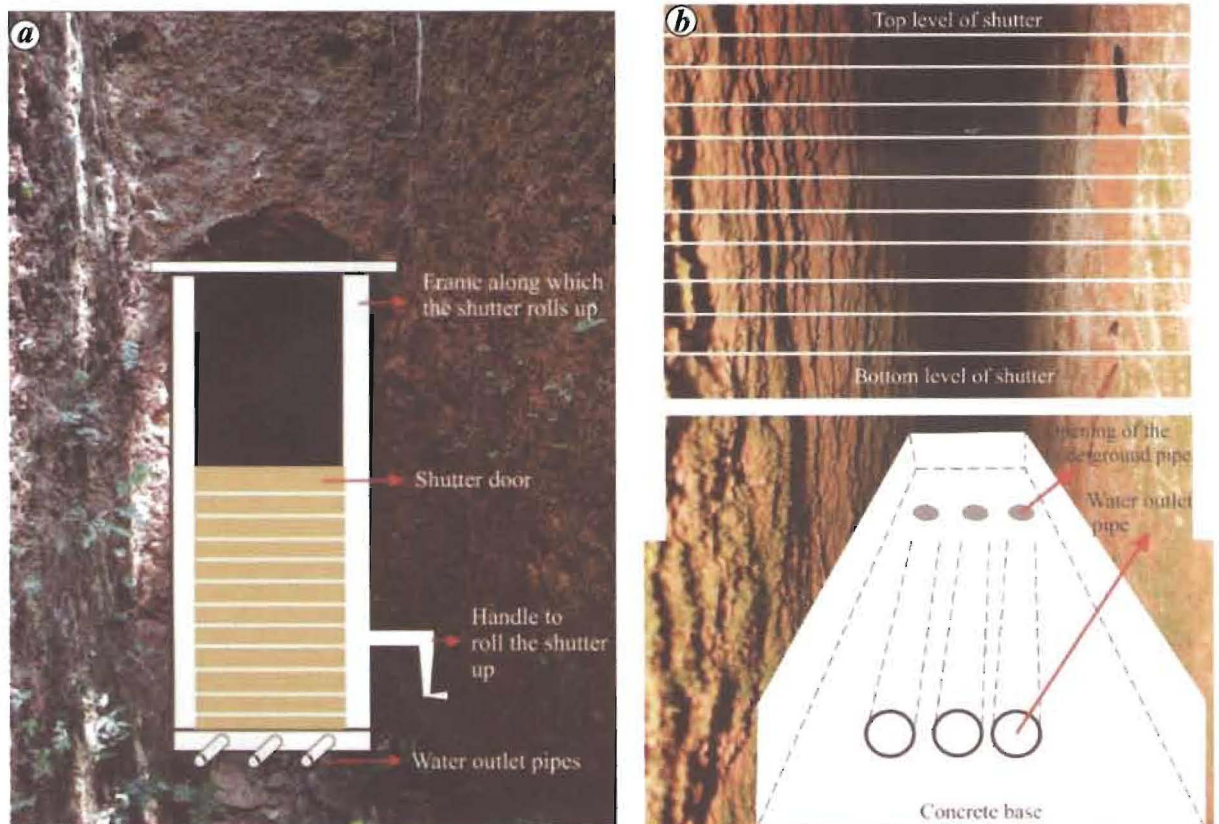 a
Frame along which
the shutter rolls up
Shutter door
Handle to
roll the shutter
up
Water outlet pipes
b
Top level of shutter
Bottom level of shutter
of the
pipe
Water outlet
pipe
Concrete base